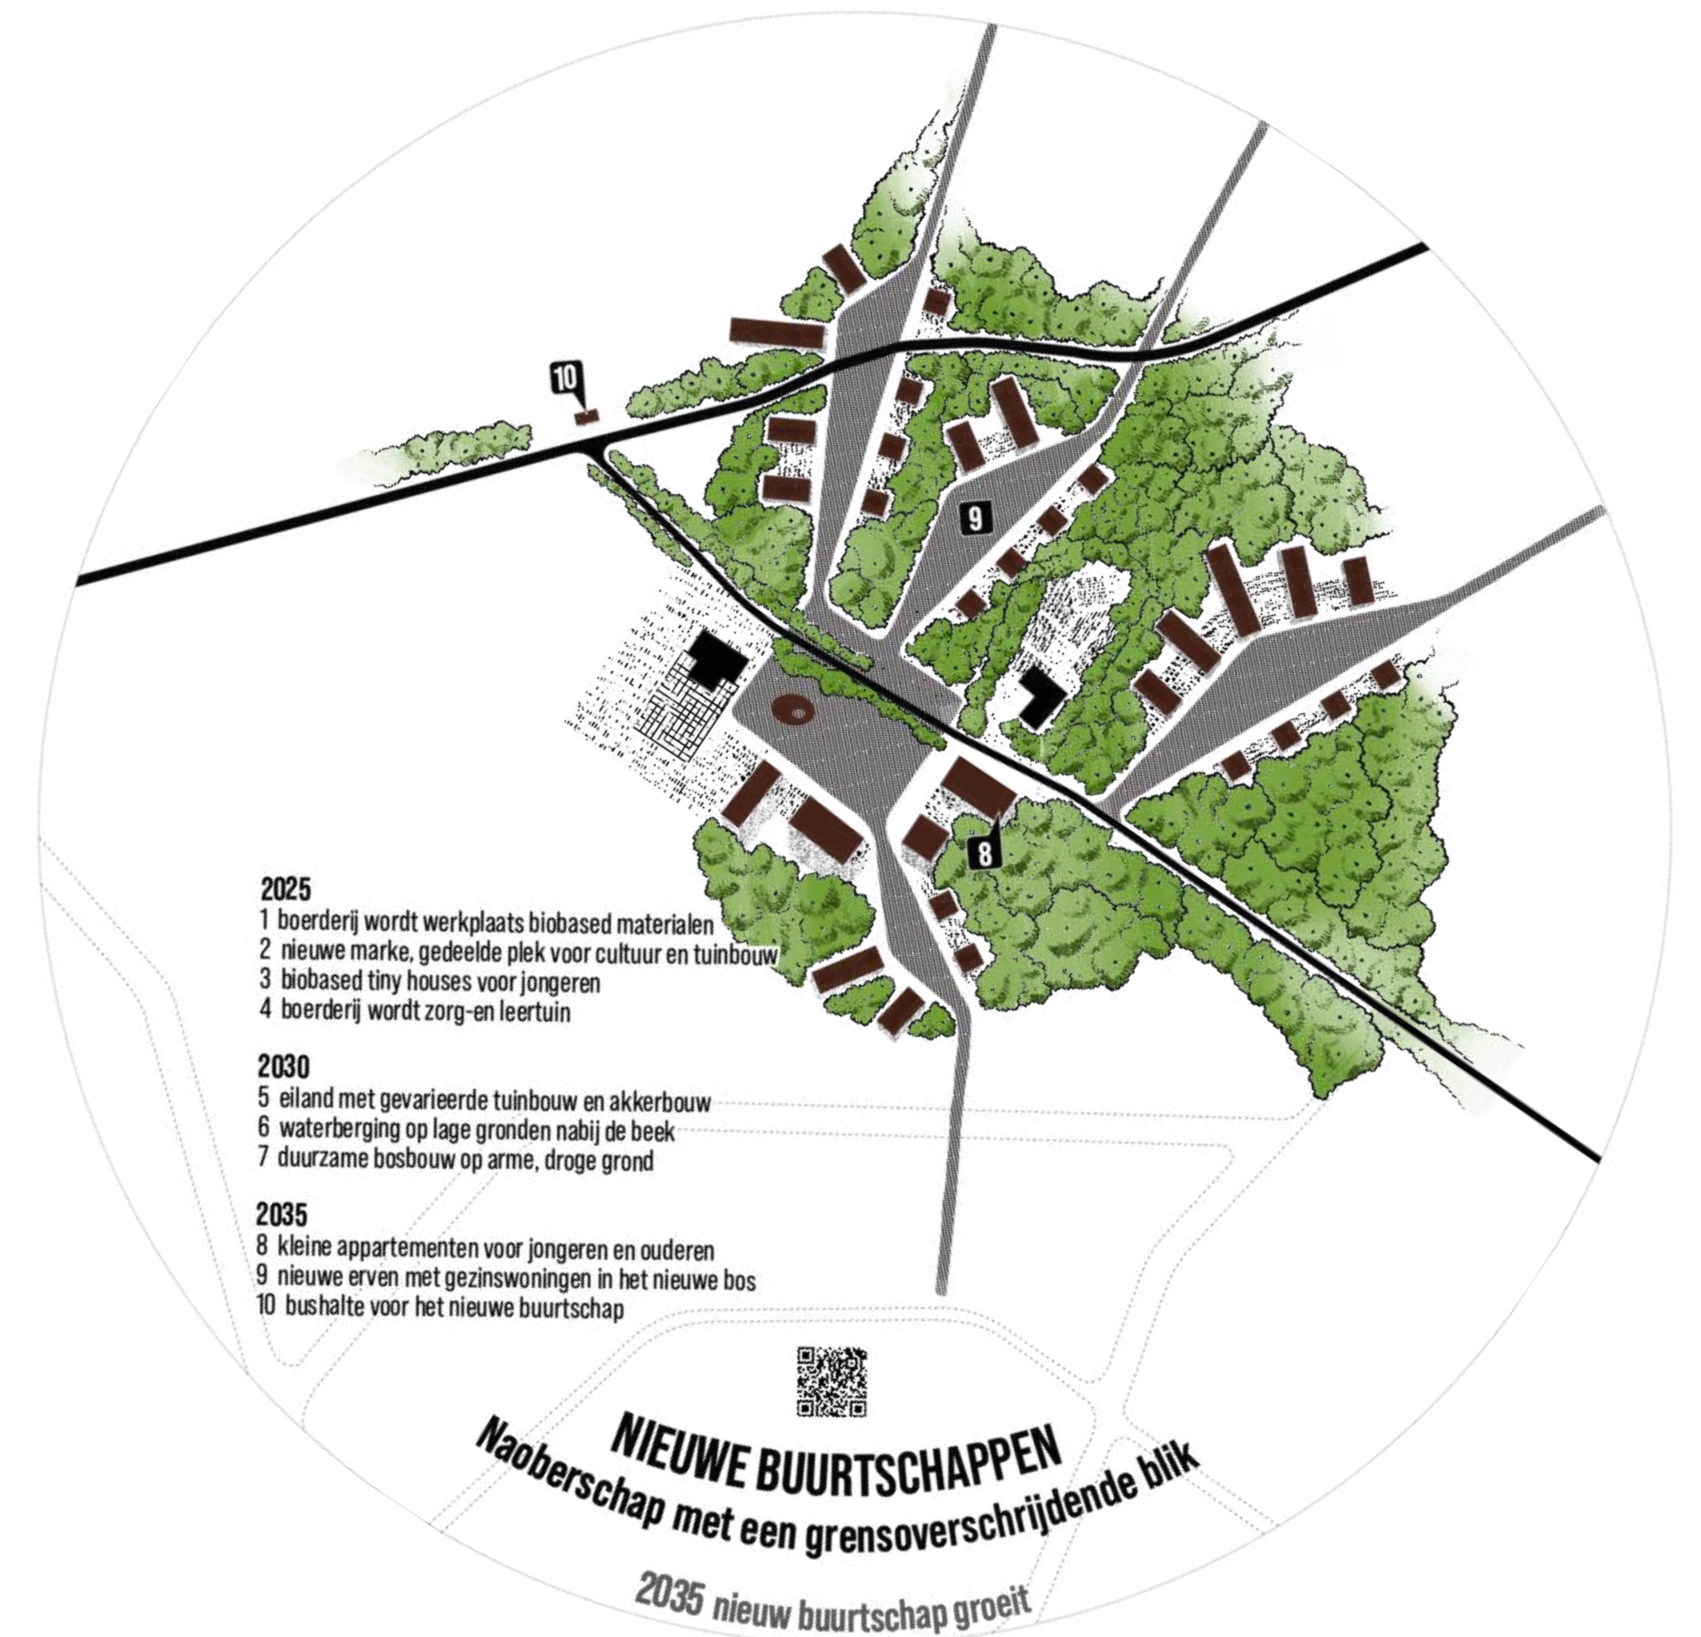 10
9
8
2025
1 boerderij wordt werkplaats biobased materialen
2 nieuwe marke, gedeelde plek voor cultuur en tuinbouw
3 biobased tiny houses voor jongeren
4 boerderij wordt zorg-en leertuin
2030
5 eiland met gevarieerde tuinbouw en akkerbouw
6 waterberging op lage gronden nabij de beek
7 duurzame bosbouw op arme, droge grond
2035
8 kleine appartementen voor jongeren en ouderen
9 nieuwe erven met gezinswoningen in het nieuwe bos
10 bushalte voor het nieuwe buurtschap
NIEUWE BUURTSCHAPPEN
Naoberschap met een grensoverschrijdende blik
2035 nieuw buurtschap groeit